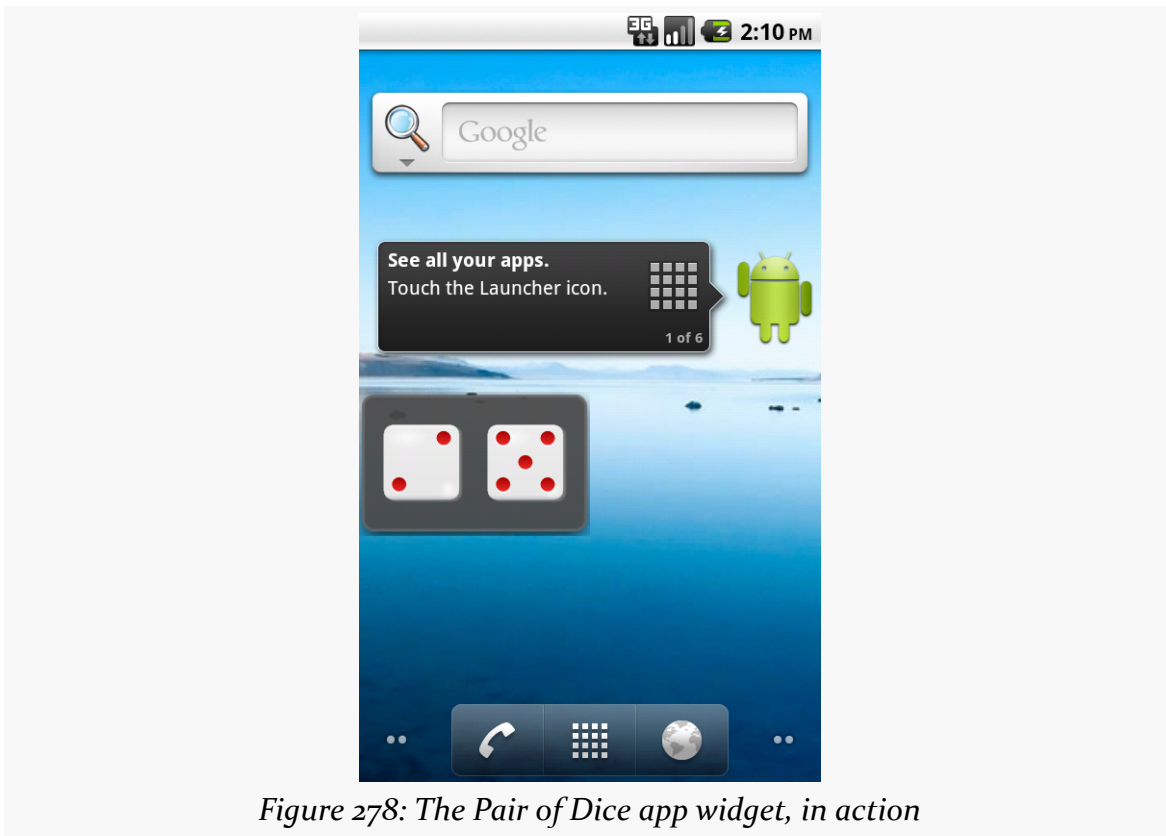 3G 2:10 PM
Google
See all your apps.
Touch the Launcher icon.
1 of 6
Figure 278: The Pair of Dice app widget, in action